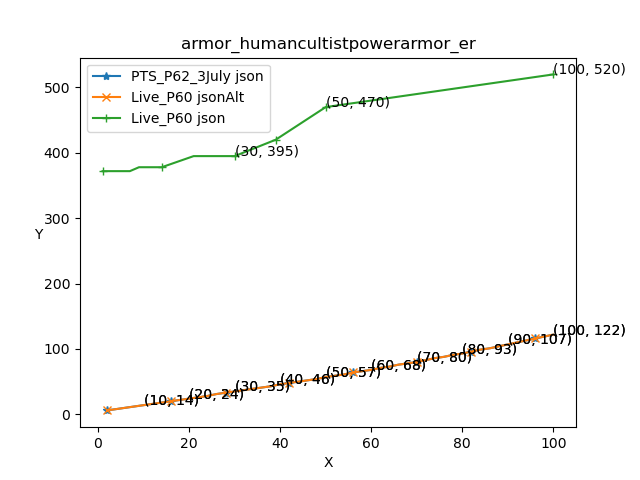 armor_humancultistpowerarmor_er
PTS_P62_3July json
Live_P60 jsonAlt
Live_P60 json
(100, 520)
(50, 470)
(30, 395)
(100, 122)
(90, 107)
(80, 93)
(70, 80)
(60, 68)
(50, 57)
(40, 46)
(30, 35)
(20, 24)
(10, 14)
500
400
300
200
100
0
Y
0 20 40 60 80 100
X